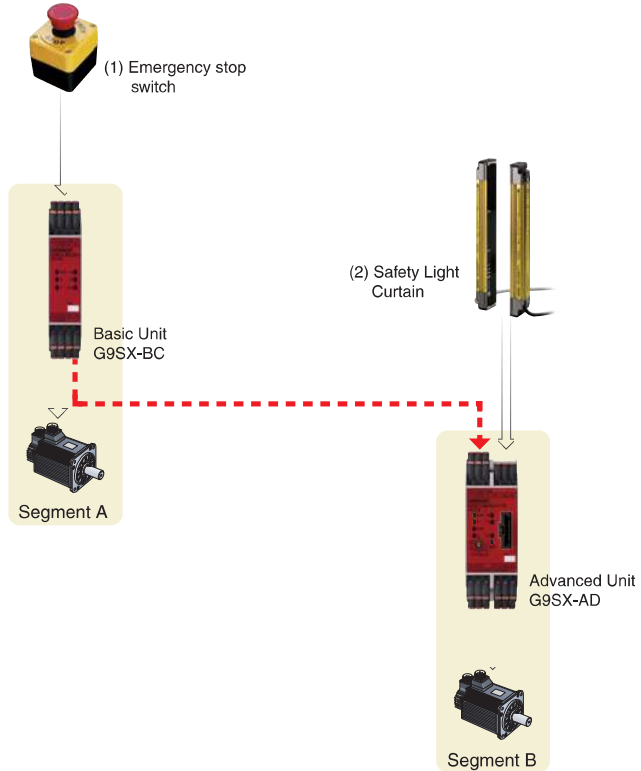 (1) Emergency stop
switch
(2) Safety Light
Curtain
Basic Unit
G9SX-BC
Segment A
Advanced Unit
G9SX-AD
Segment B